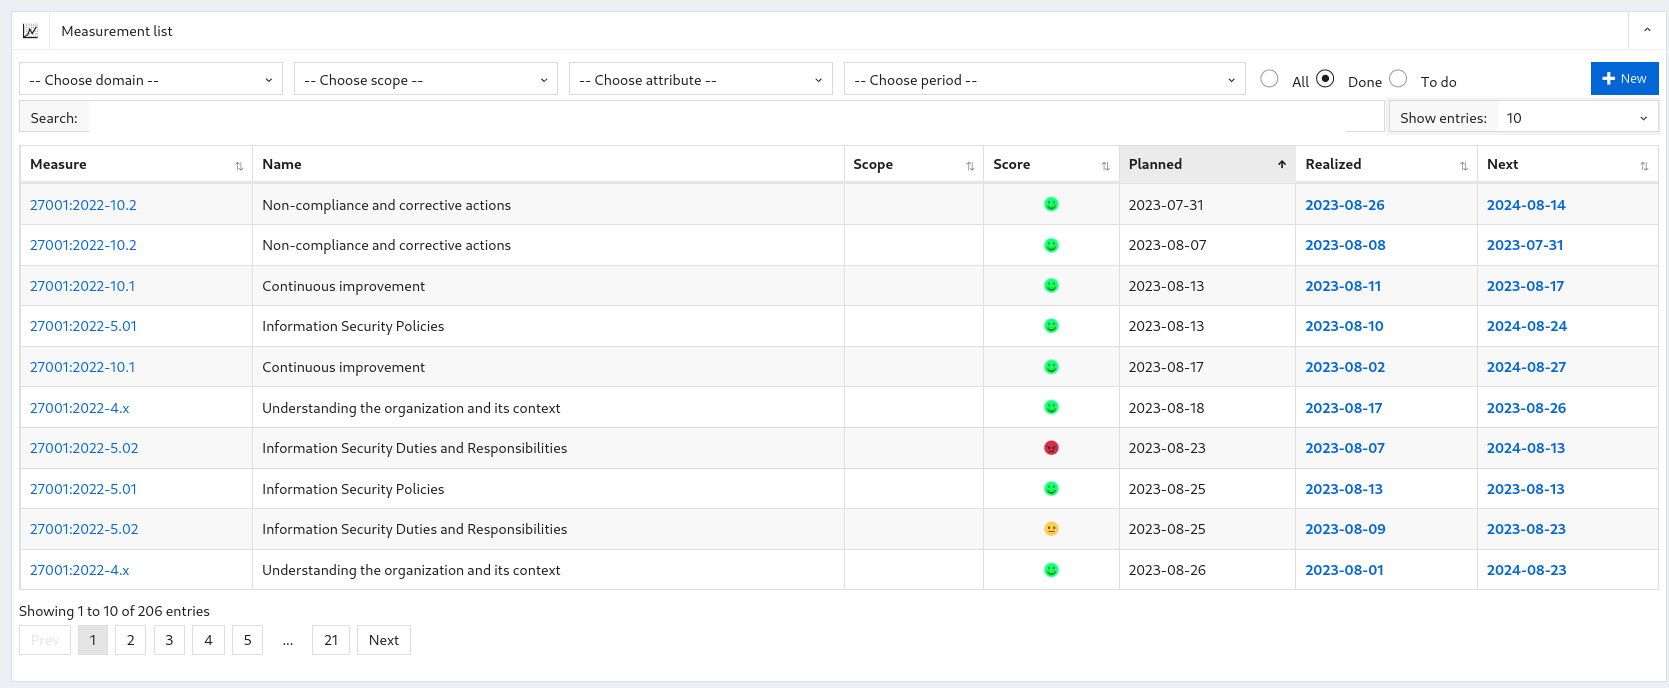 Measurement list
-- Choose domain -- -- Choose scope -- -- Choose attribute -- -- Choose period -- All Done To do New
Search: Show entries: 10
Measure Name Scope Score Planned Realized Next
27001:2022-10.2 Non-compliance and corrective actions 2023-07-31 2023-08-26 2024-08-14
27001:2022-10.2 Non-compliance and corrective actions 2023-08-07 2023-08-08 2023-07-31
27001:2022-10.1 Continuous improvement 2023-08-13 2023-08-11 2024-08-17
27001:2022-5.01 Information Security Policies 2023-08-13 2023-08-10 2024-08-24
27001:2022-10.1 Continuous improvement 2023-08-17 2023-08-02 2024-08-27
27001:2022-4.x Understanding the organization and its context 2023-08-18 2023-08-17 2023-08-26
27001:2022-5.02 Information Security Duties and Responsibilities 2023-08-23 2023-08-07 2024-08-13
27001:2022-5.01 Information Security Policies 2023-08-25 2023-08-13 2023-08-13
27001:2022-5.02 Information Security Duties and Responsibilities 2023-08-25 2023-08-09 2023-08-23
27001:2022-4.x Understanding the organization and its context 2023-08-26 2023-08-01 2024-08-23
Showing 1 to 10 of 206 entries
Prev 1 2 3 4 5 ... 21 Next